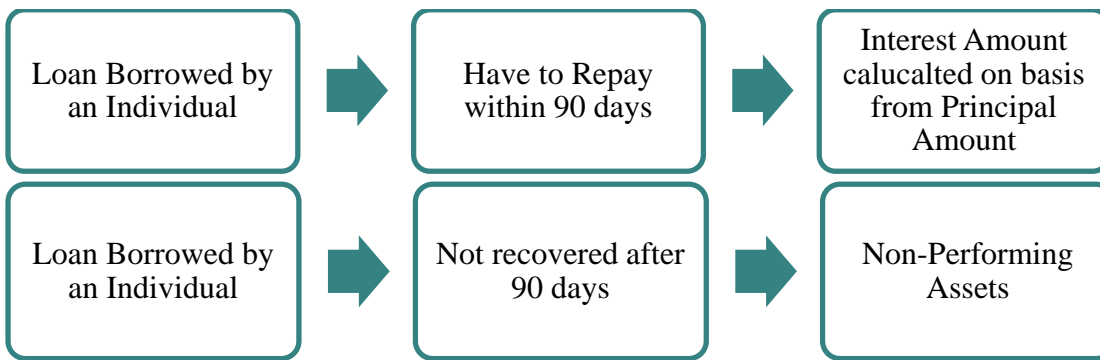 Loan Borrowed by
an Individual
Have to Repay
within 90 days
Interest Amount
calucalted on basis
from Principal
Amount
Loan Borrowed by
an Individual
Not recovered after
90 days
Non-Performing
Assets